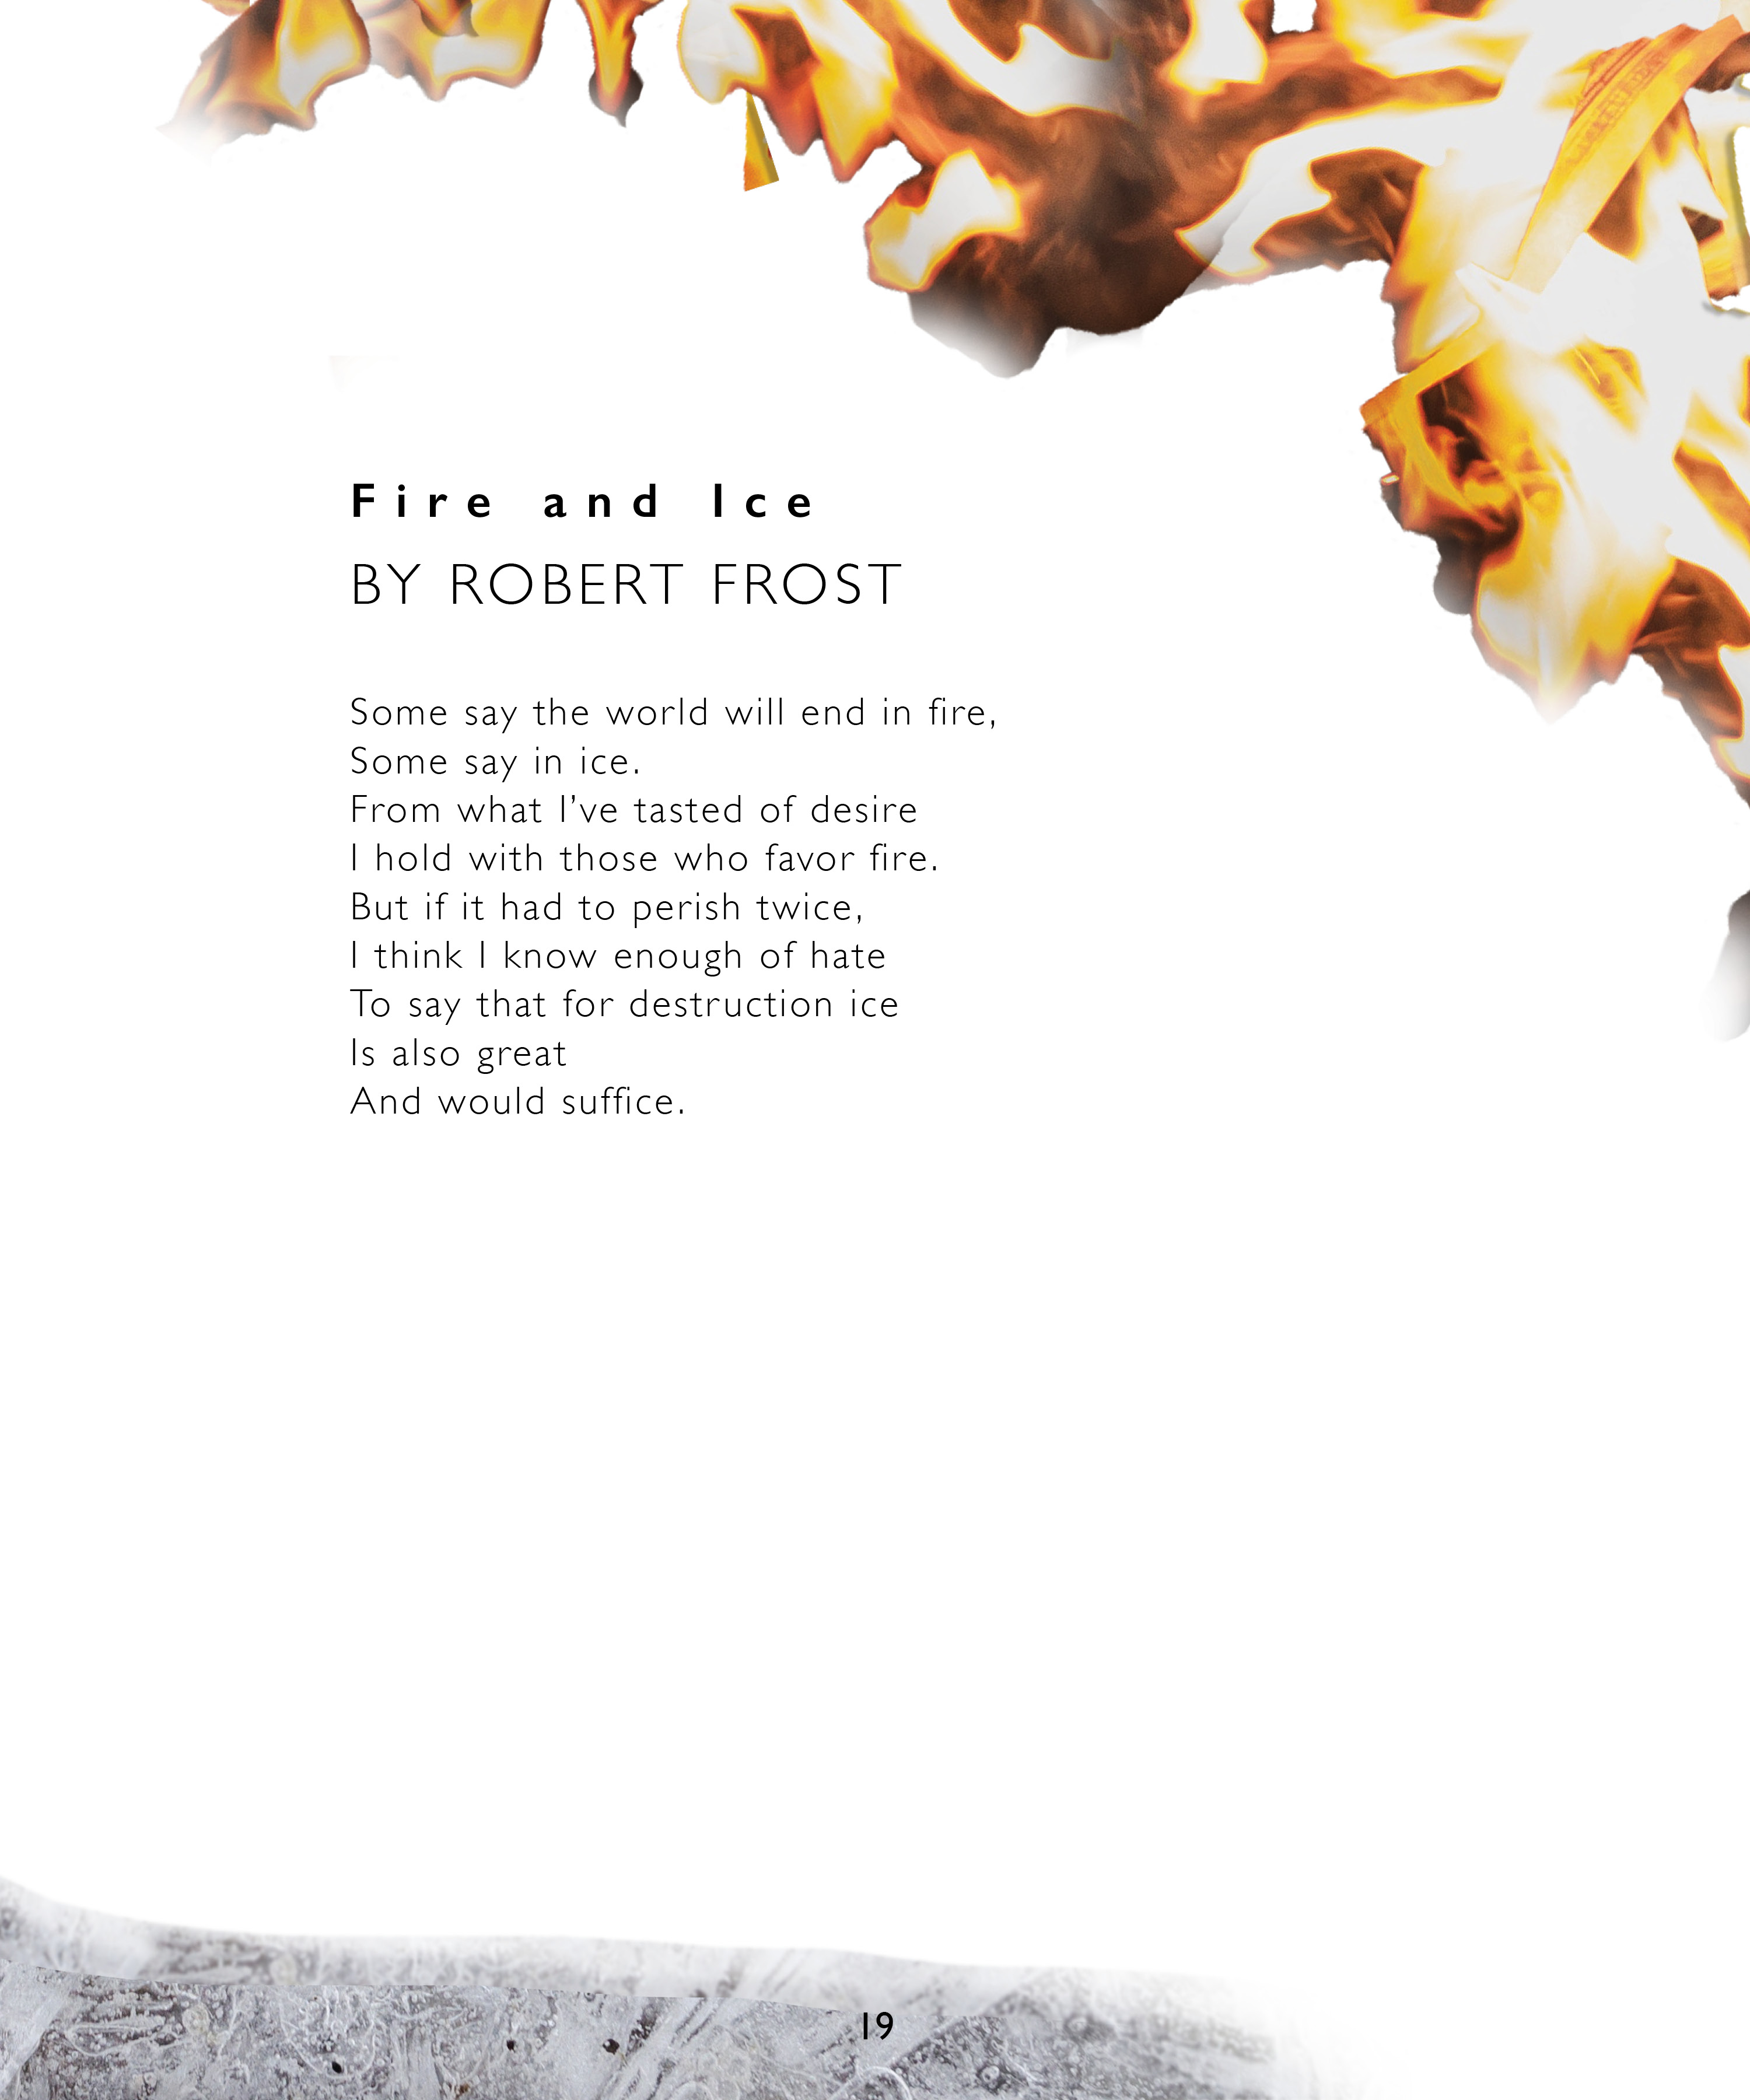 Fire and Ice
BY ROBERT FROST
Some say the world will end in fire,
Some say in ice.
From what I’ve tasted of desire
I hold with those who favor fire.
But if it had to perish twice,
I think I know enough of hate
To say that for destruction ice
Is also great
And would suffice.
19